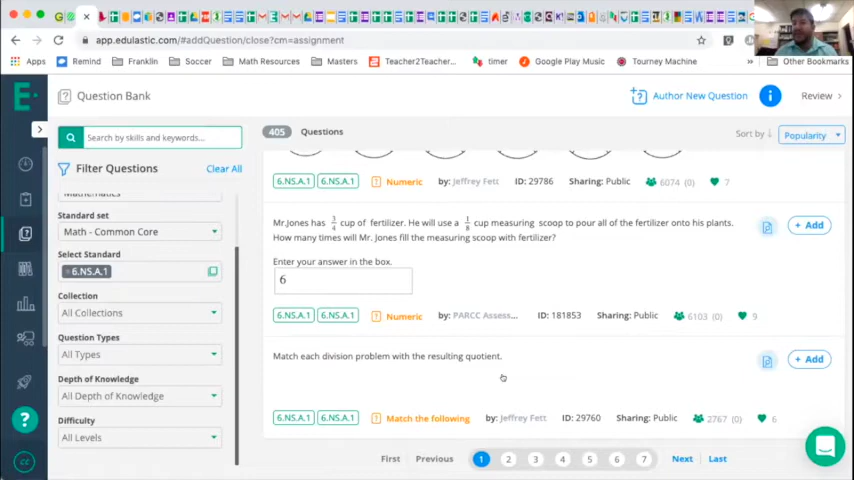 app.edulastic.com/#addQuestion/close?cm=assignment
Apps Remind Franklin Soccer Math Resources Masters Teacher2Teache... timer Google Play Music Tourney Machine » Other Bookmarks
Question Bank
Author New Question
Review >
Search by skills and keywords...
405 Questions
Sort by Popularity
Filter Questions Clear All
Mathematics
Standard set
Math - Common Core
Select Standard
× 6.NS.A.1
Collection
All Collections
Question Types
All Types
Depth of Knowledge
All Depth of Knowledge
Difficulty
All Levels
6.NS.A.1 6.NS.A.1 Numeric by: Jeffrey Fett ID: 29786 Sharing: Public 6074 (0) 7
Mr.Jones has 3/4 cup of fertilizer. He will use a 1/8 cup measuring scoop to pour all of the fertilizer onto his plants.
How many times will Mr. Jones fill the measuring scoop with fertilizer?
+ Add
Enter your answer in the box.
6
6.NS.A.1 6.NS.A.1 Numeric by: PARCC Assess... ID: 181853 Sharing: Public 6103 (0) 9
Match each division problem with the resulting quotient.
+ Add
6.NS.A.1 6.NS.A.1 Match the following by: Jeffrey Fett ID: 29760 Sharing: Public 2767 (0) 6
First Previous 1 2 3 4 5 6 7 Next Last
?
cc